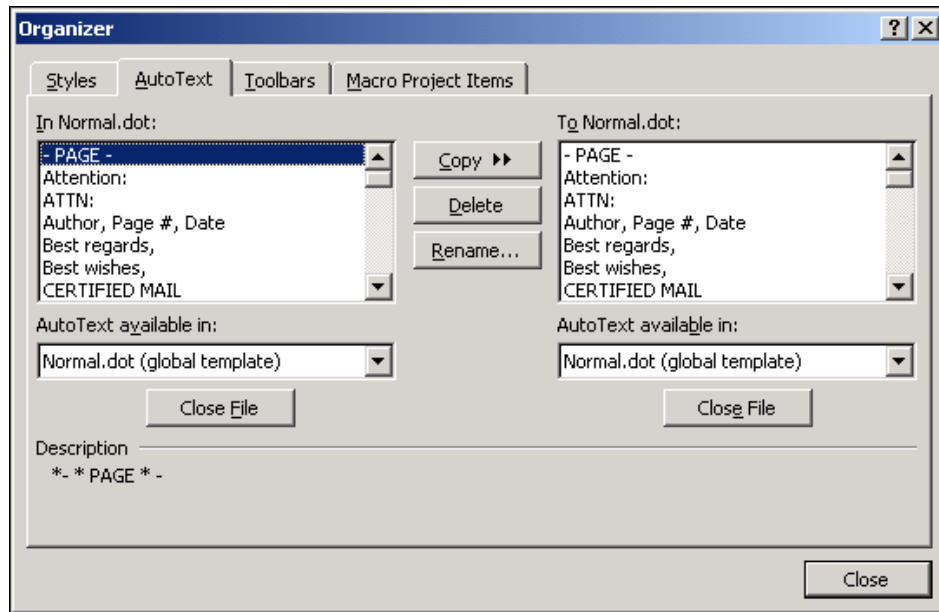 Organizer
Styles AutoText Toolbars Macro Project Items
In Normal.dot:
- PAGE -
Attention:
ATTN:
Author, Page #, Date
Best regards,
Best wishes,
CERTIFIED MAIL
Copy
Delete
Rename...
To Normal.dot:
- PAGE -
Attention:
ATTN:
Author, Page #, Date
Best regards,
Best wishes,
CERTIFIED MAIL
AutoText available in:
Normal.dot (global template)
Close File
AutoText available in:
Normal.dot (global template)
Close File
Description
*- * PAGE * -
Close